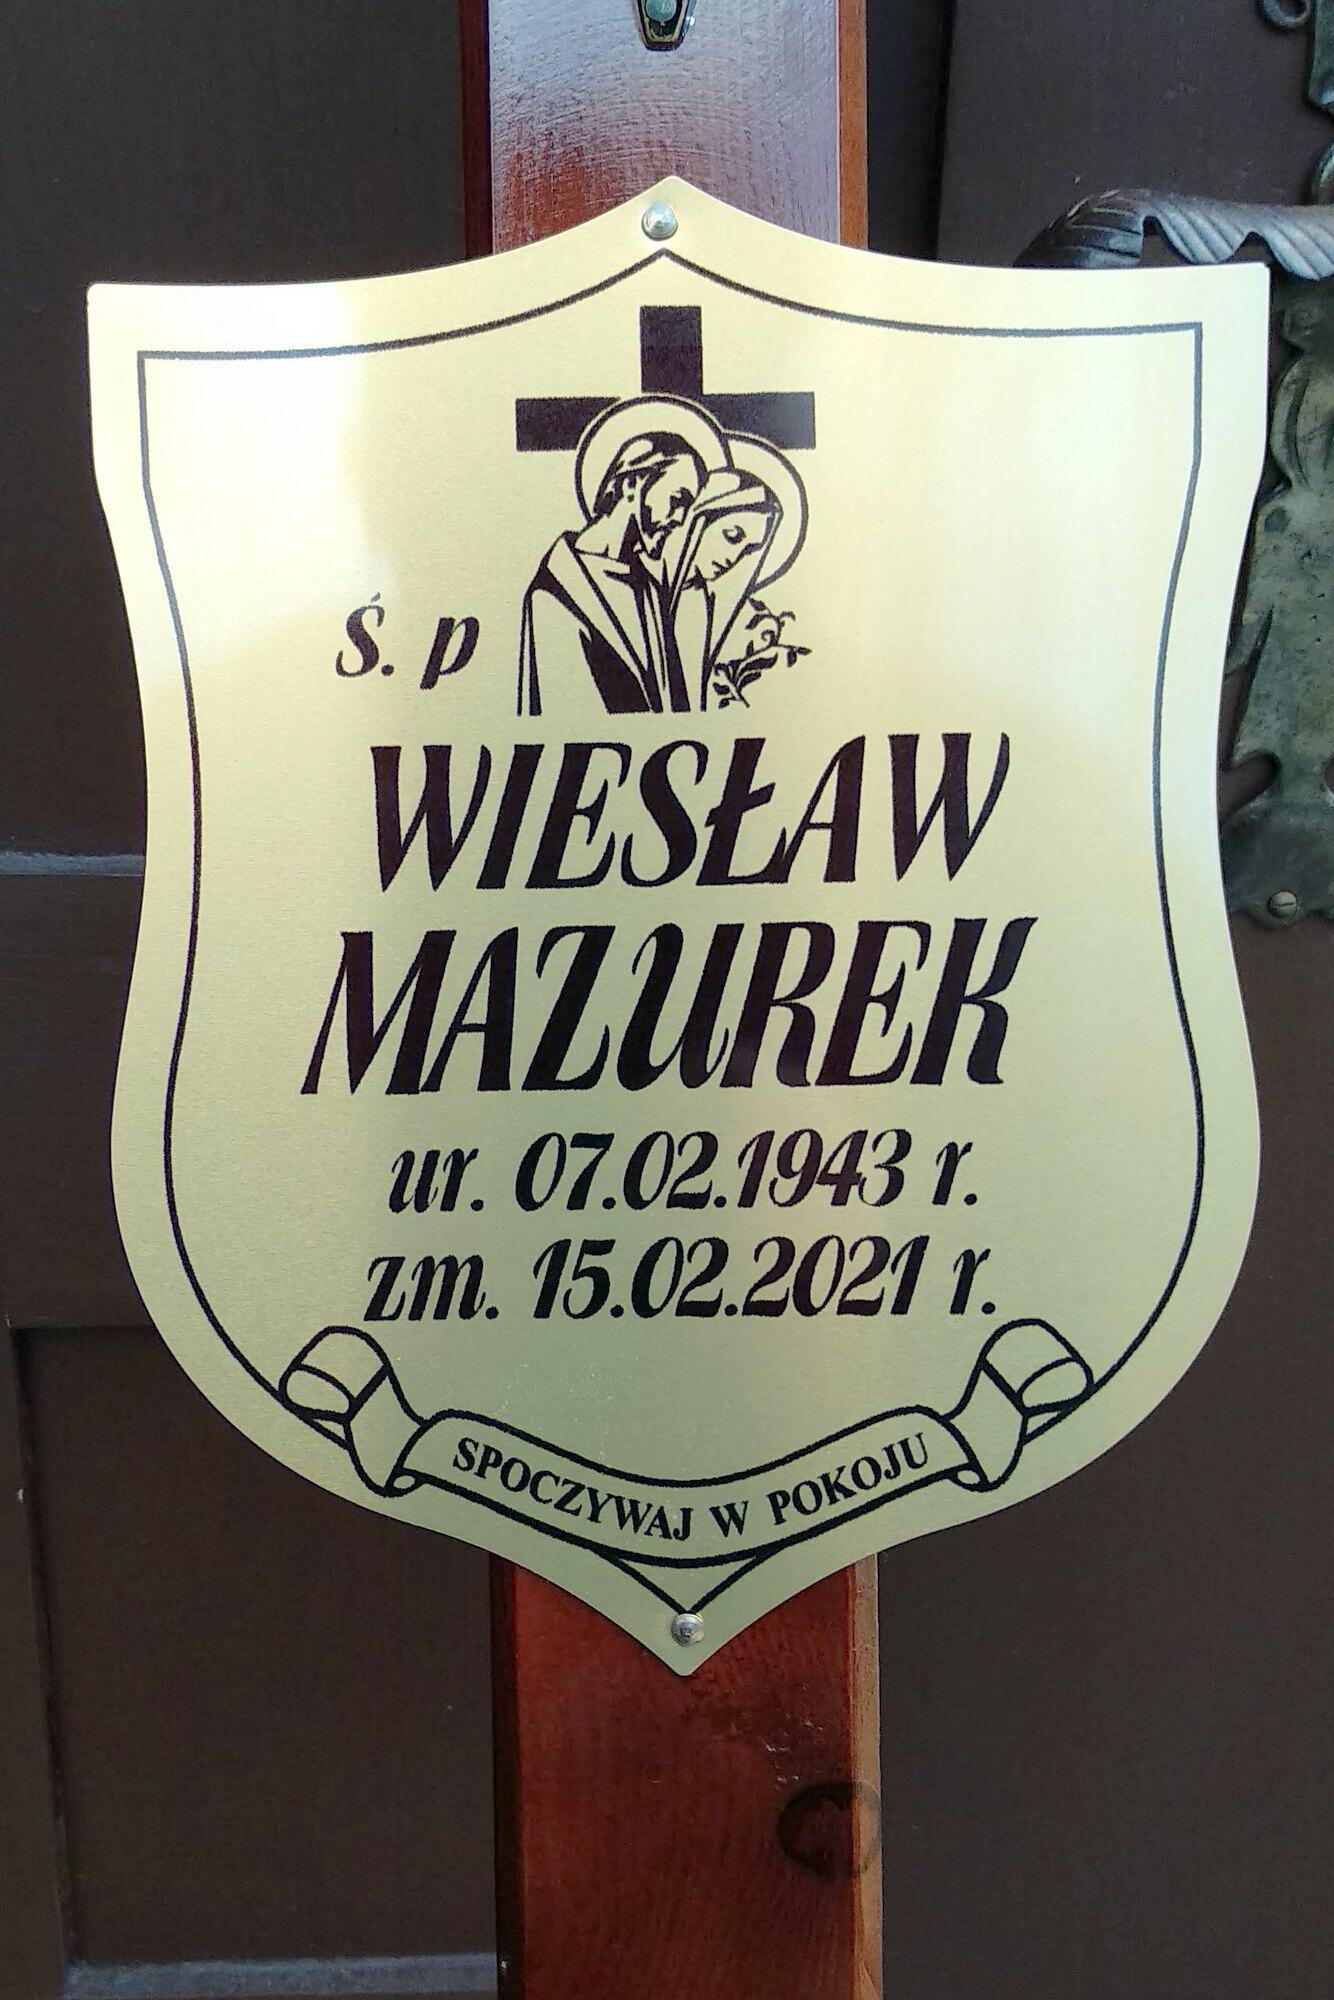 Ś. p
WIESŁAW
MAZUREK
ur. 07.02.1943 r.
zm. 15.02.2021 r.
SPOCZYWAJ W POKOJU